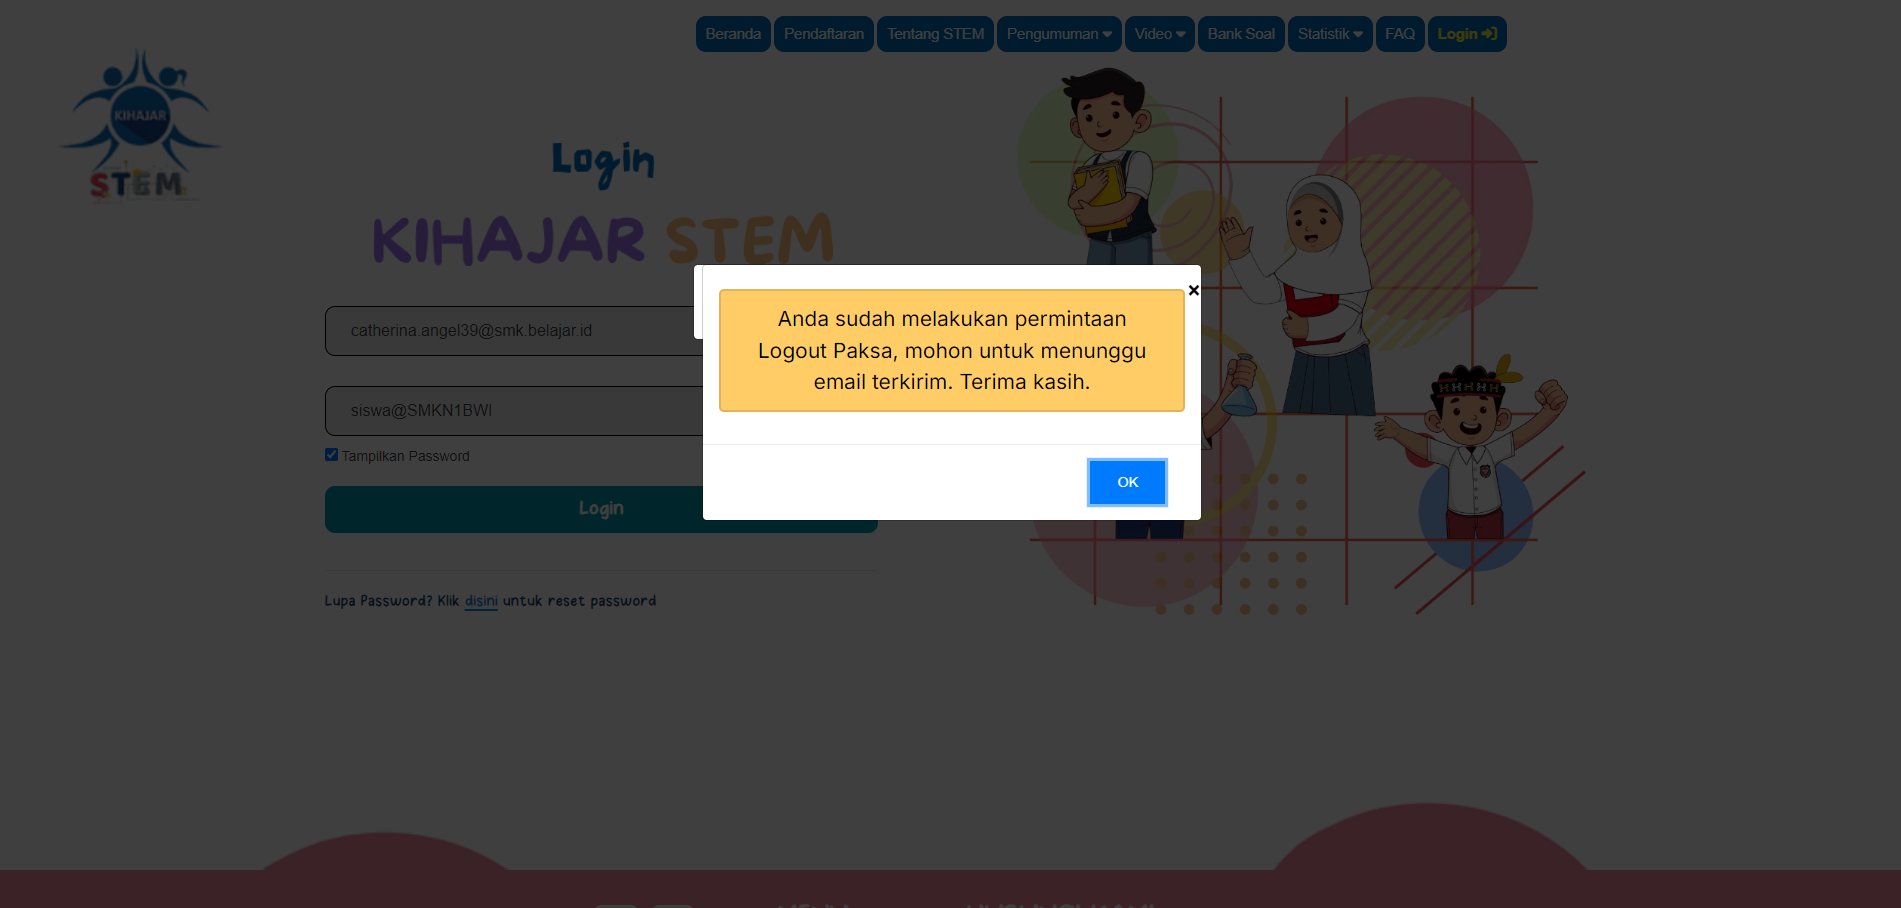 Beranda
Pendaftaran
Tentang STEM
Pengumuman
Video
Bank Soal
Statistik
FAQ
Login
KIHAJAR
STEM
Login
KIHAJAR STEM
catherina.angel39@smk.belajar.id
siswa@SMKN1BWI
Tampilkan Password
Login
Lupa Password? Klik disini untuk reset password
Anda sudah melakukan permintaan
Logout Paksa, mohon untuk menunggu
email terkirim. Terima kasih.
OK